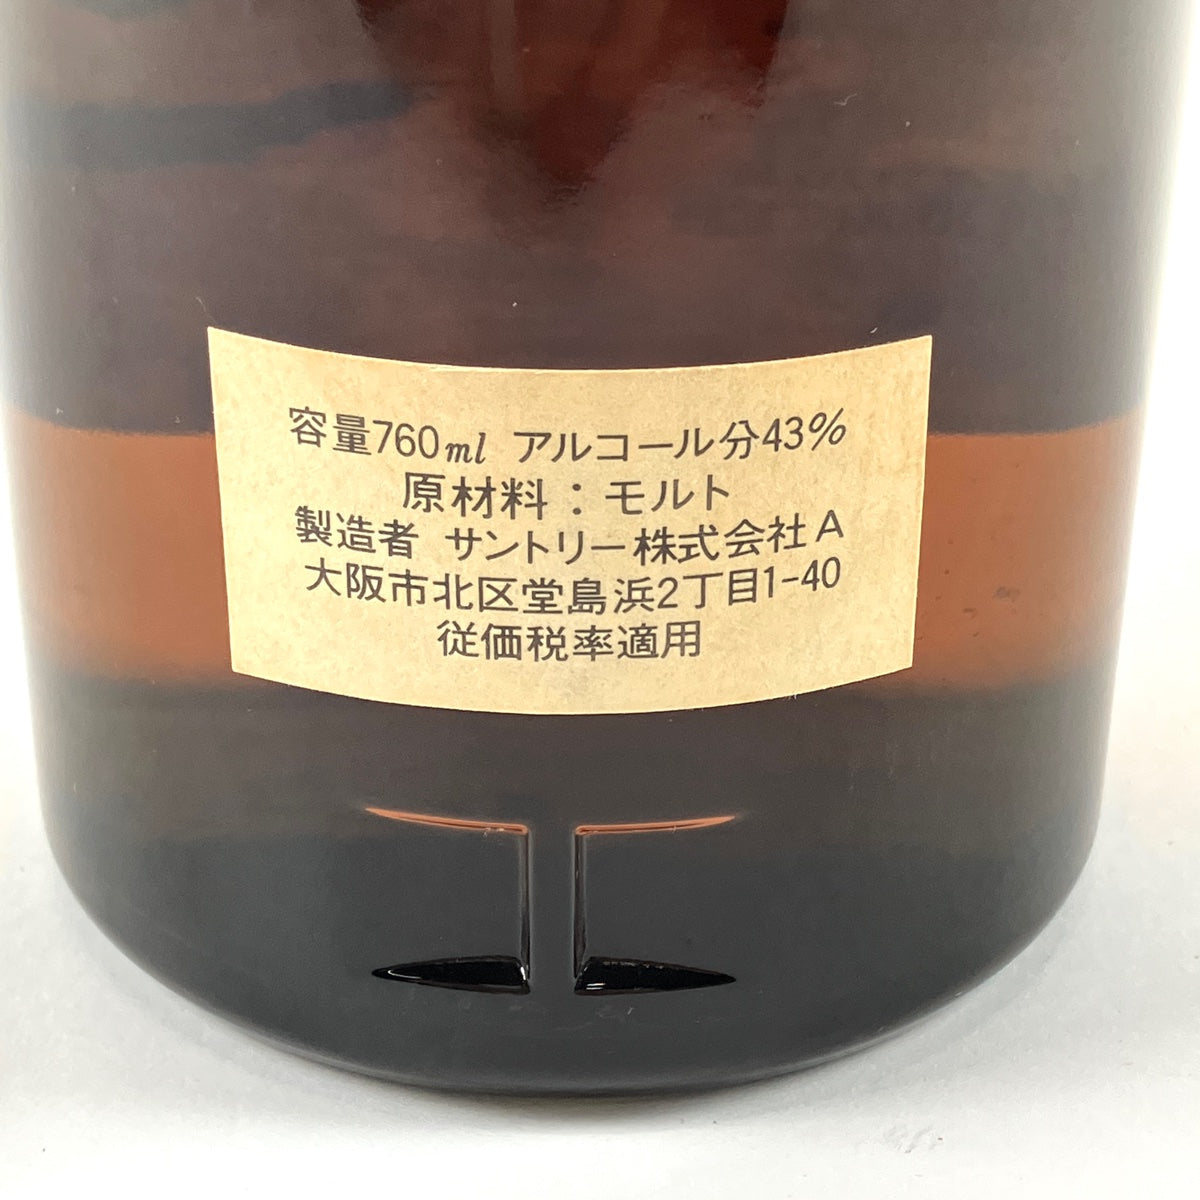 容量760ml アルコール分43%
原材料：モルト
製造者 サントリー株式会社A
大阪市北区堂島浜2丁目1-40
従価税率適用